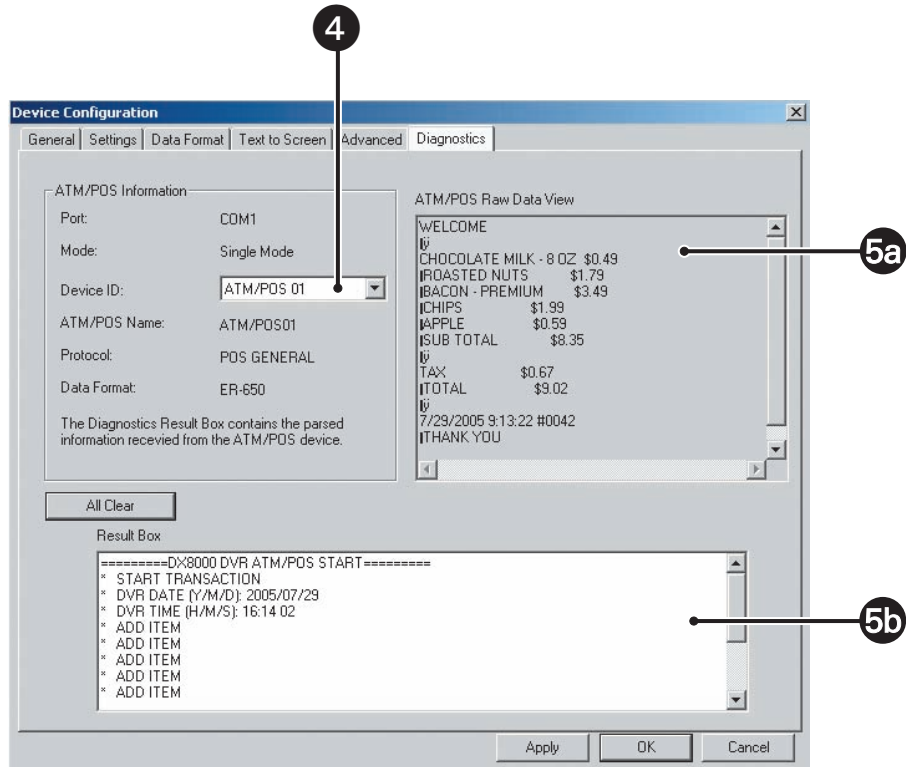 4
Device Configuration
General Settings Data Format Text to Screen Advanced Diagnostics
ATM/POS Information
Port: COM1
Mode: Single Mode
Device ID: ATM/POS 01
ATM/POS Name: ATM/POS01
Protocol: POS GENERAL
Data Format: ER-650
The Diagnostics Result Box contains the parsed
information recevied from the ATM/POS device.
ATM/POS Raw Data View
WELCOME
|ÿ
CHOCOLATE MILK - 8 OZ $0.49
|ROASTED NUTS $1.79
|BACON - PREMIUM $3.49
|CHIPS $1.99
|APPLE $0.59
|SUB TOTAL $8.35
|ÿ
TAX $0.67
|TOTAL $9.02
|ÿ
7/29/2005 9:13:22 #0042
|THANK YOU
5a
All Clear
Result Box
=========DX8000 DVR ATM/POS START=========
* START TRANSACTION
* DVR DATE (Y/M/D): 2005/07/29
* DVR TIME (H/M/S): 16:14 02
* ADD ITEM
* ADD ITEM
* ADD ITEM
* ADD ITEM
* ADD ITEM
5b
Apply OK Cancel